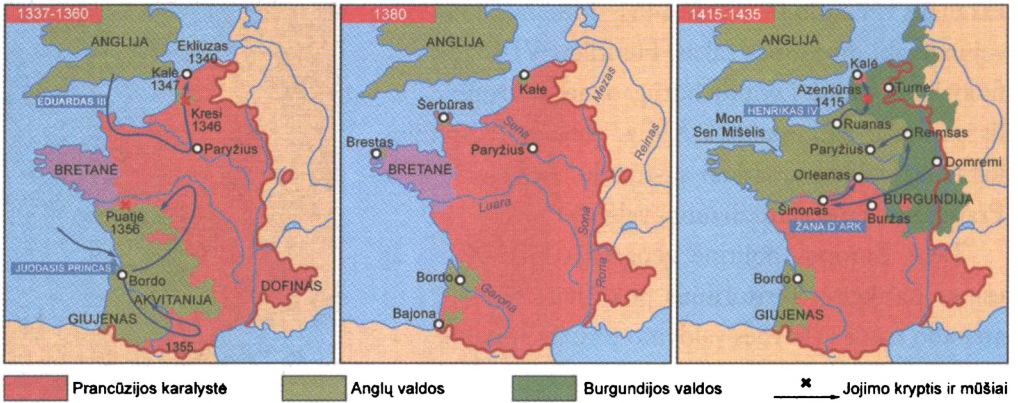 1337-1360
ANGLIJA
Ekliuzas
1340
Kalė
1347
EDUARDAS III
Kresi
1346
Paryžius
BRETANĖ
Puatjė
1356
JUODASIS PRINCAS
Bordo
AKVITANIJA
DOFINAS
GIUJENAS
1355
1380
Kalė
Mezas
Šerbūras
Sena
Reinas
Brestas
Paryžius
BRETANĖ
Luara
Sona
Bordo
Garona
Rona
Bajona
1415-1435
ANGLIJA
Kalė
Azenkūras
1415
Turnė
HENRIKAS IV
Mon
Sen Mišelis
Ruanas
Reimsas
Paryžius
Domremi
Orleanas
BURGUNDIJA
Šinonas
Buržas
ŽANA D'ARK
Bordo
GIUJENAS
Prancūzijos karalystė
Anglų valdos
Burgundijos valdos
Jojimo kryptis ir mūšiai